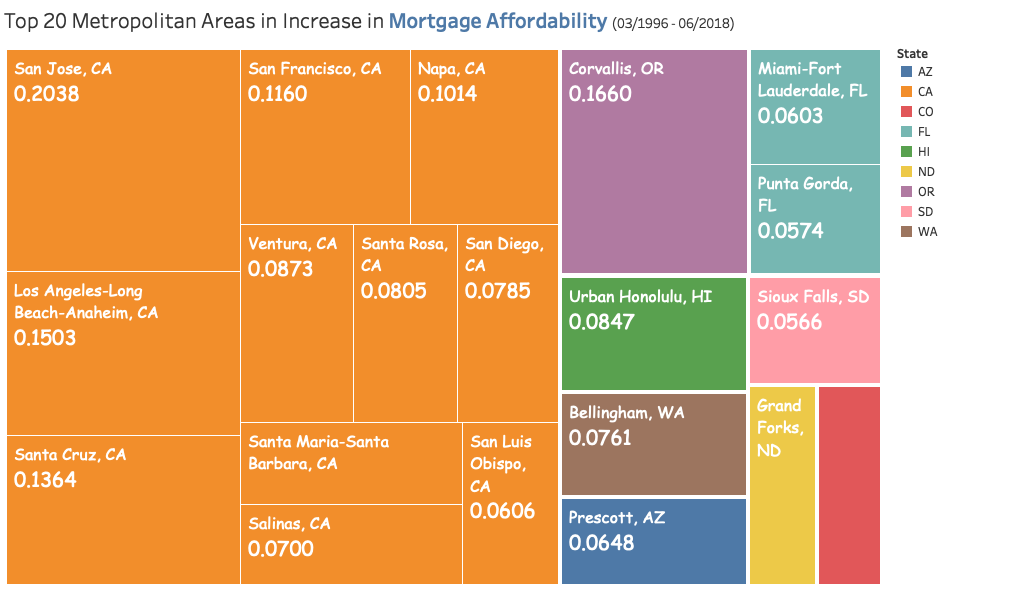 Top 20 Metropolitan Areas in Increase in Mortgage Affordability (03/1996 - 06/2018)
San Jose, CA
0.2038
Los Angeles-Long
Beach-Anaheim, CA
0.1503
Santa Cruz, CA
0.1364
San Francisco, CA
0.1160
Napa, CA
0.1014
Ventura, CA
0.0873
Santa Rosa,
CA
0.0805
San Diego,
CA
0.0785
Santa Maria-Santa
Barbara, CA
Salinas, CA
0.0700
San Luis
Obispo,
CA
0.0606
Corvallis, OR
0.1660
Urban Honolulu, HI
0.0847
Bellingham, WA
0.0761
Prescott, AZ
0.0648
Miami-Fort
Lauderdale, FL
0.0603
Punta Gorda,
FL
0.0574
Sioux Falls, SD
0.0566
Grand
Forks,
ND
State
AZ
CA
CO
FL
HI
ND
OR
SD
WA